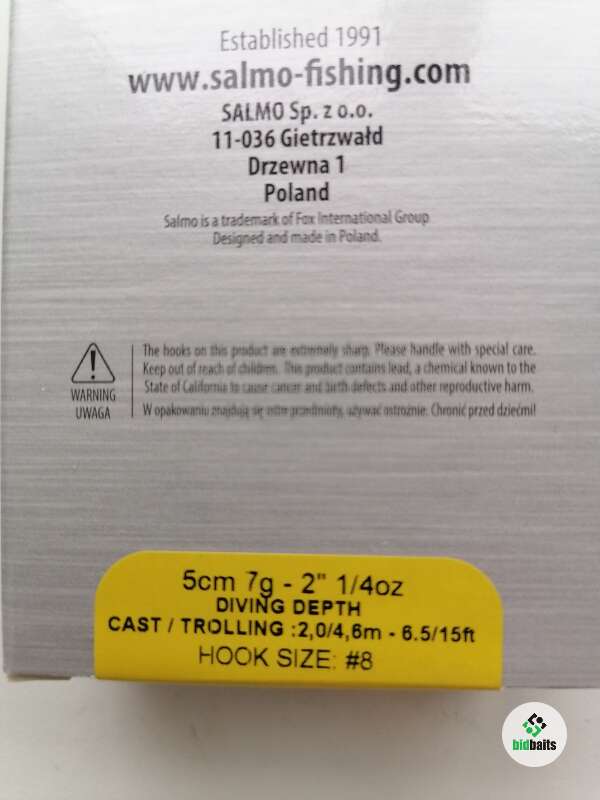 Established 1991
www.salmo-fishing.com
SALMO Sp. z o.o.
11-036 Gietrzwałd
Drzewna 1
Poland
Salmo is a trademark of Fox International Group
Designed and made in Poland.
WARNING
UWAGA
The hooks on this product are extremely sharp. Please handle with special care.
Keep out of reach of children. This product contains lead, a chemical known to the
State of California to cause cancer and birth defects and other reproductive harm.
W opakowaniu znajdują się ostre przedmioty, używać ostrożnie. Chronić przed dziećmi!
5cm 7g - 2" 1/4oz
DIVING DEPTH
CAST / TROLLING :2,0/4,6m - 6.5/15ft
HOOK SIZE: #8
bidbaits